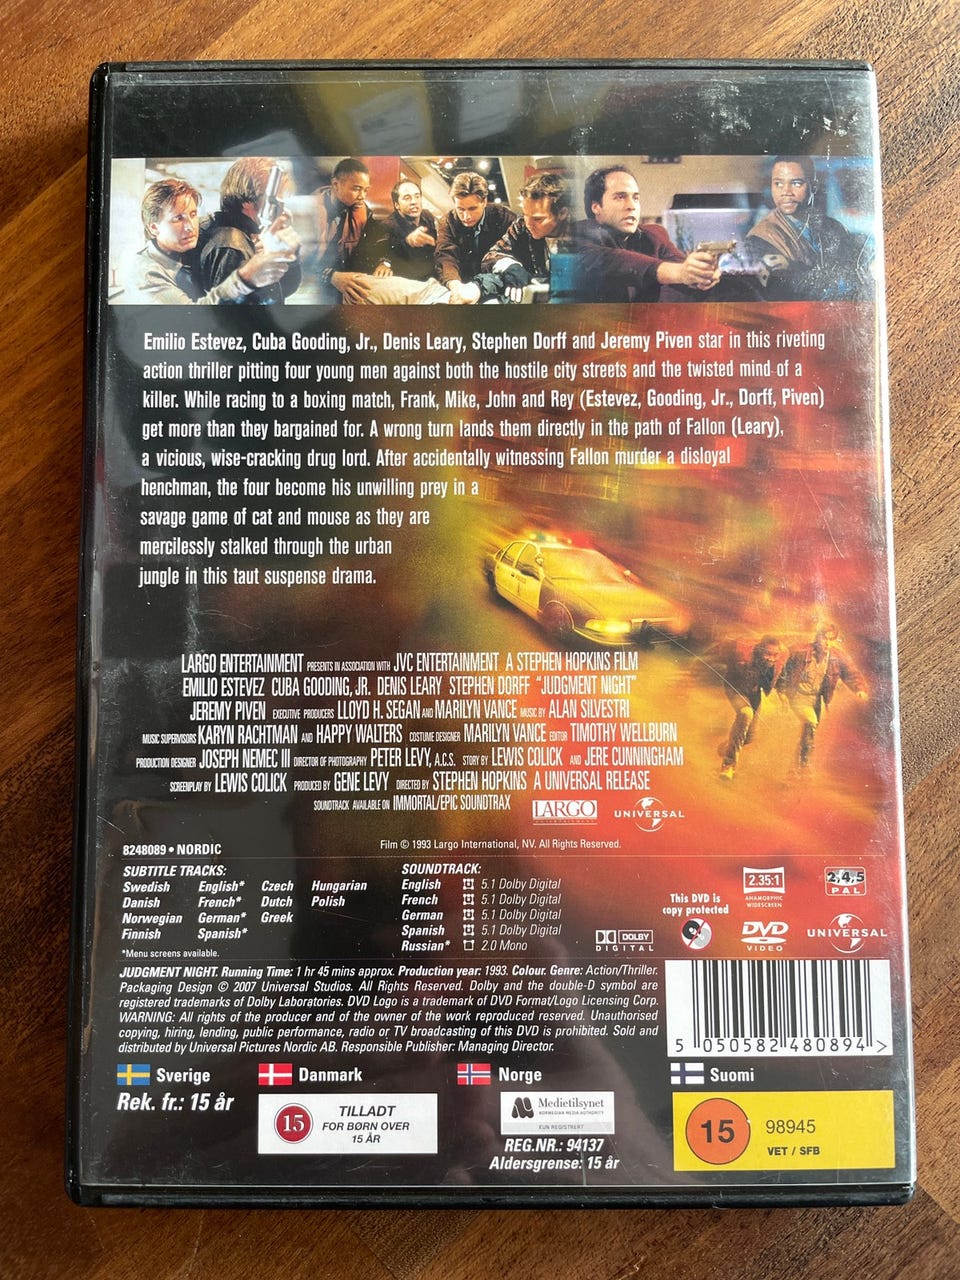 Emilio Estevez, Cuba Gooding, Jr., Denis Leary, Stephen Dorff and Jeremy Piven star in this riveting
action thriller pitting four young men against both the hostile city streets and the twisted mind of a
killer. While racing to a boxing match, Frank, Mike, John and Rey (Estevez, Gooding, Jr., Dorff, Piven)
get more than they bargained for. A wrong turn lands them directly in the path of Fallon (Leary),
a vicious, wise-cracking drug lord. After accidentally witnessing Fallon murder a disloyal
henchman, the four become his unwilling prey in a
savage game of cat and mouse as they are
mercilessly stalked through the urban
jungle in this taut suspense drama.
LARGO ENTERTAINMENT PRESENTS IN ASSOCIATION WITH JVC ENTERTAINMENT A STEPHEN HOPKINS FILM
EMILIO ESTEVEZ CUBA GOODING, JR. DENIS LEARY STEPHEN DORFF "JUDGMENT NIGHT"
JEREMY PIVEN EXECUTIVE PRODUCERS LLOYD H. SEGAN AND MARILYN VANCE MUSIC BY ALAN SILVESTRI
MUSIC SUPERVISORS KARYN RACHTMAN AND HAPPY WALTERS COSTUME DESIGNER MARILYN VANCE EDITOR TIMOTHY WELLBURN
PRODUCTION DESIGNER JOSEPH NEMEC III DIRECTOR OF PHOTOGRAPHY PETER LEVY, A.C.S. STORY BY LEWIS COLICK AND JERE CUNNINGHAM
SCREENPLAY BY LEWIS COLICK PRODUCED BY GENE LEVY DIRECTED BY STEPHEN HOPKINS A UNIVERSAL RELEASE
SOUNDTRACK AVAILABLE ON IMMORTAL/EPIC SOUNDTRAX
LARGO ENTERTAINMENT
UNIVERSAL
8248089 • NORDIC
Film © 1993 Largo International, NV. All Rights Reserved.
SUBTITLE TRACKS:
Swedish English* Czech Hungarian
Danish French* Dutch Polish
Norwegian German* Greek
Finnish Spanish*
*Menu screens available.
SOUNDTRACK:
English 5.1 Dolby Digital
French 5.1 Dolby Digital
German 5.1 Dolby Digital
Spanish 5.1 Dolby Digital
Russian* 2.0 Mono
DOLBY
DIGITAL
This DVD is
copy protected
2.35:1
ANAMORPHIC
WIDESCREEN
DVD
VIDEO
2,4,5
PAL
UNIVERSAL
JUDGMENT NIGHT. Running Time: 1 hr 45 mins approx. Production year: 1993. Colour. Genre: Action/Thriller.
Packaging Design © 2007 Universal Studios. All Rights Reserved. Dolby and the double-D symbol are
registered trademarks of Dolby Laboratories. DVD Logo is a trademark of DVD Format/Logo Licensing Corp.
WARNING: All rights of the producer and of the owner of the work reproduced reserved. Unauthorised
copying, hiring, lending, public performance, radio or TV broadcasting of this DVD is prohibited. Sold and
distributed by Universal Pictures Nordic AB. Responsible Publisher: Managing Director.
5 050582 480894 >
Sverige
Rek. fr.: 15 år
Danmark
15
TILLADT
FOR BØRN OVER
15 ÅR
Norge
Medietilsynet
NORWEGIAN MEDIA AUTHORITY
KUN REGISTRERT
REG.NR.: 94137
Aldersgrense: 15 år
Suomi
15
98945
VET / SFB